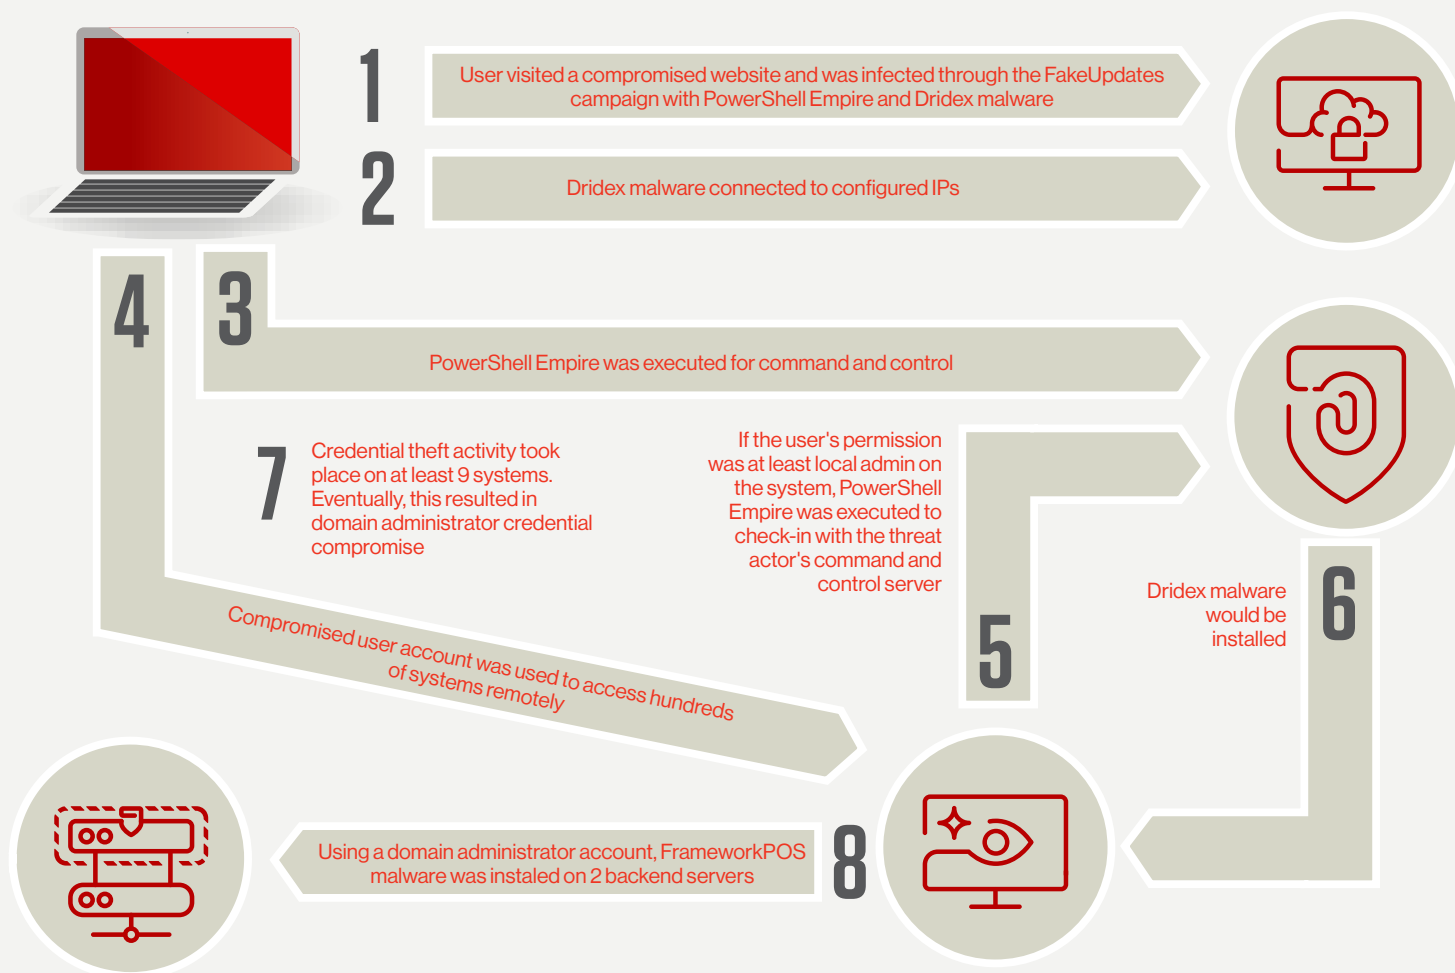 1
User visited a compromised website and was infected through the FakeUpdates
campaign with PowerShell Empire and Dridex malware
2
Dridex malware connected to configured IPs
3
PowerShell Empire was executed for command and control
4
Compromised user account was used to access hundreds
of systems remotely
5
If the user's permission
was at least local admin on
the system, PowerShell
Empire was executed to
check-in with the threat
actor's command and
control server
6
Dridex malware
would be
installed
7
Credential theft activity took
place on at least 9 systems.
Eventually, this resulted in
domain administrator credential
compromise
8
Using a domain administrator account, FrameworkPOS
malware was instaled on 2 backend servers